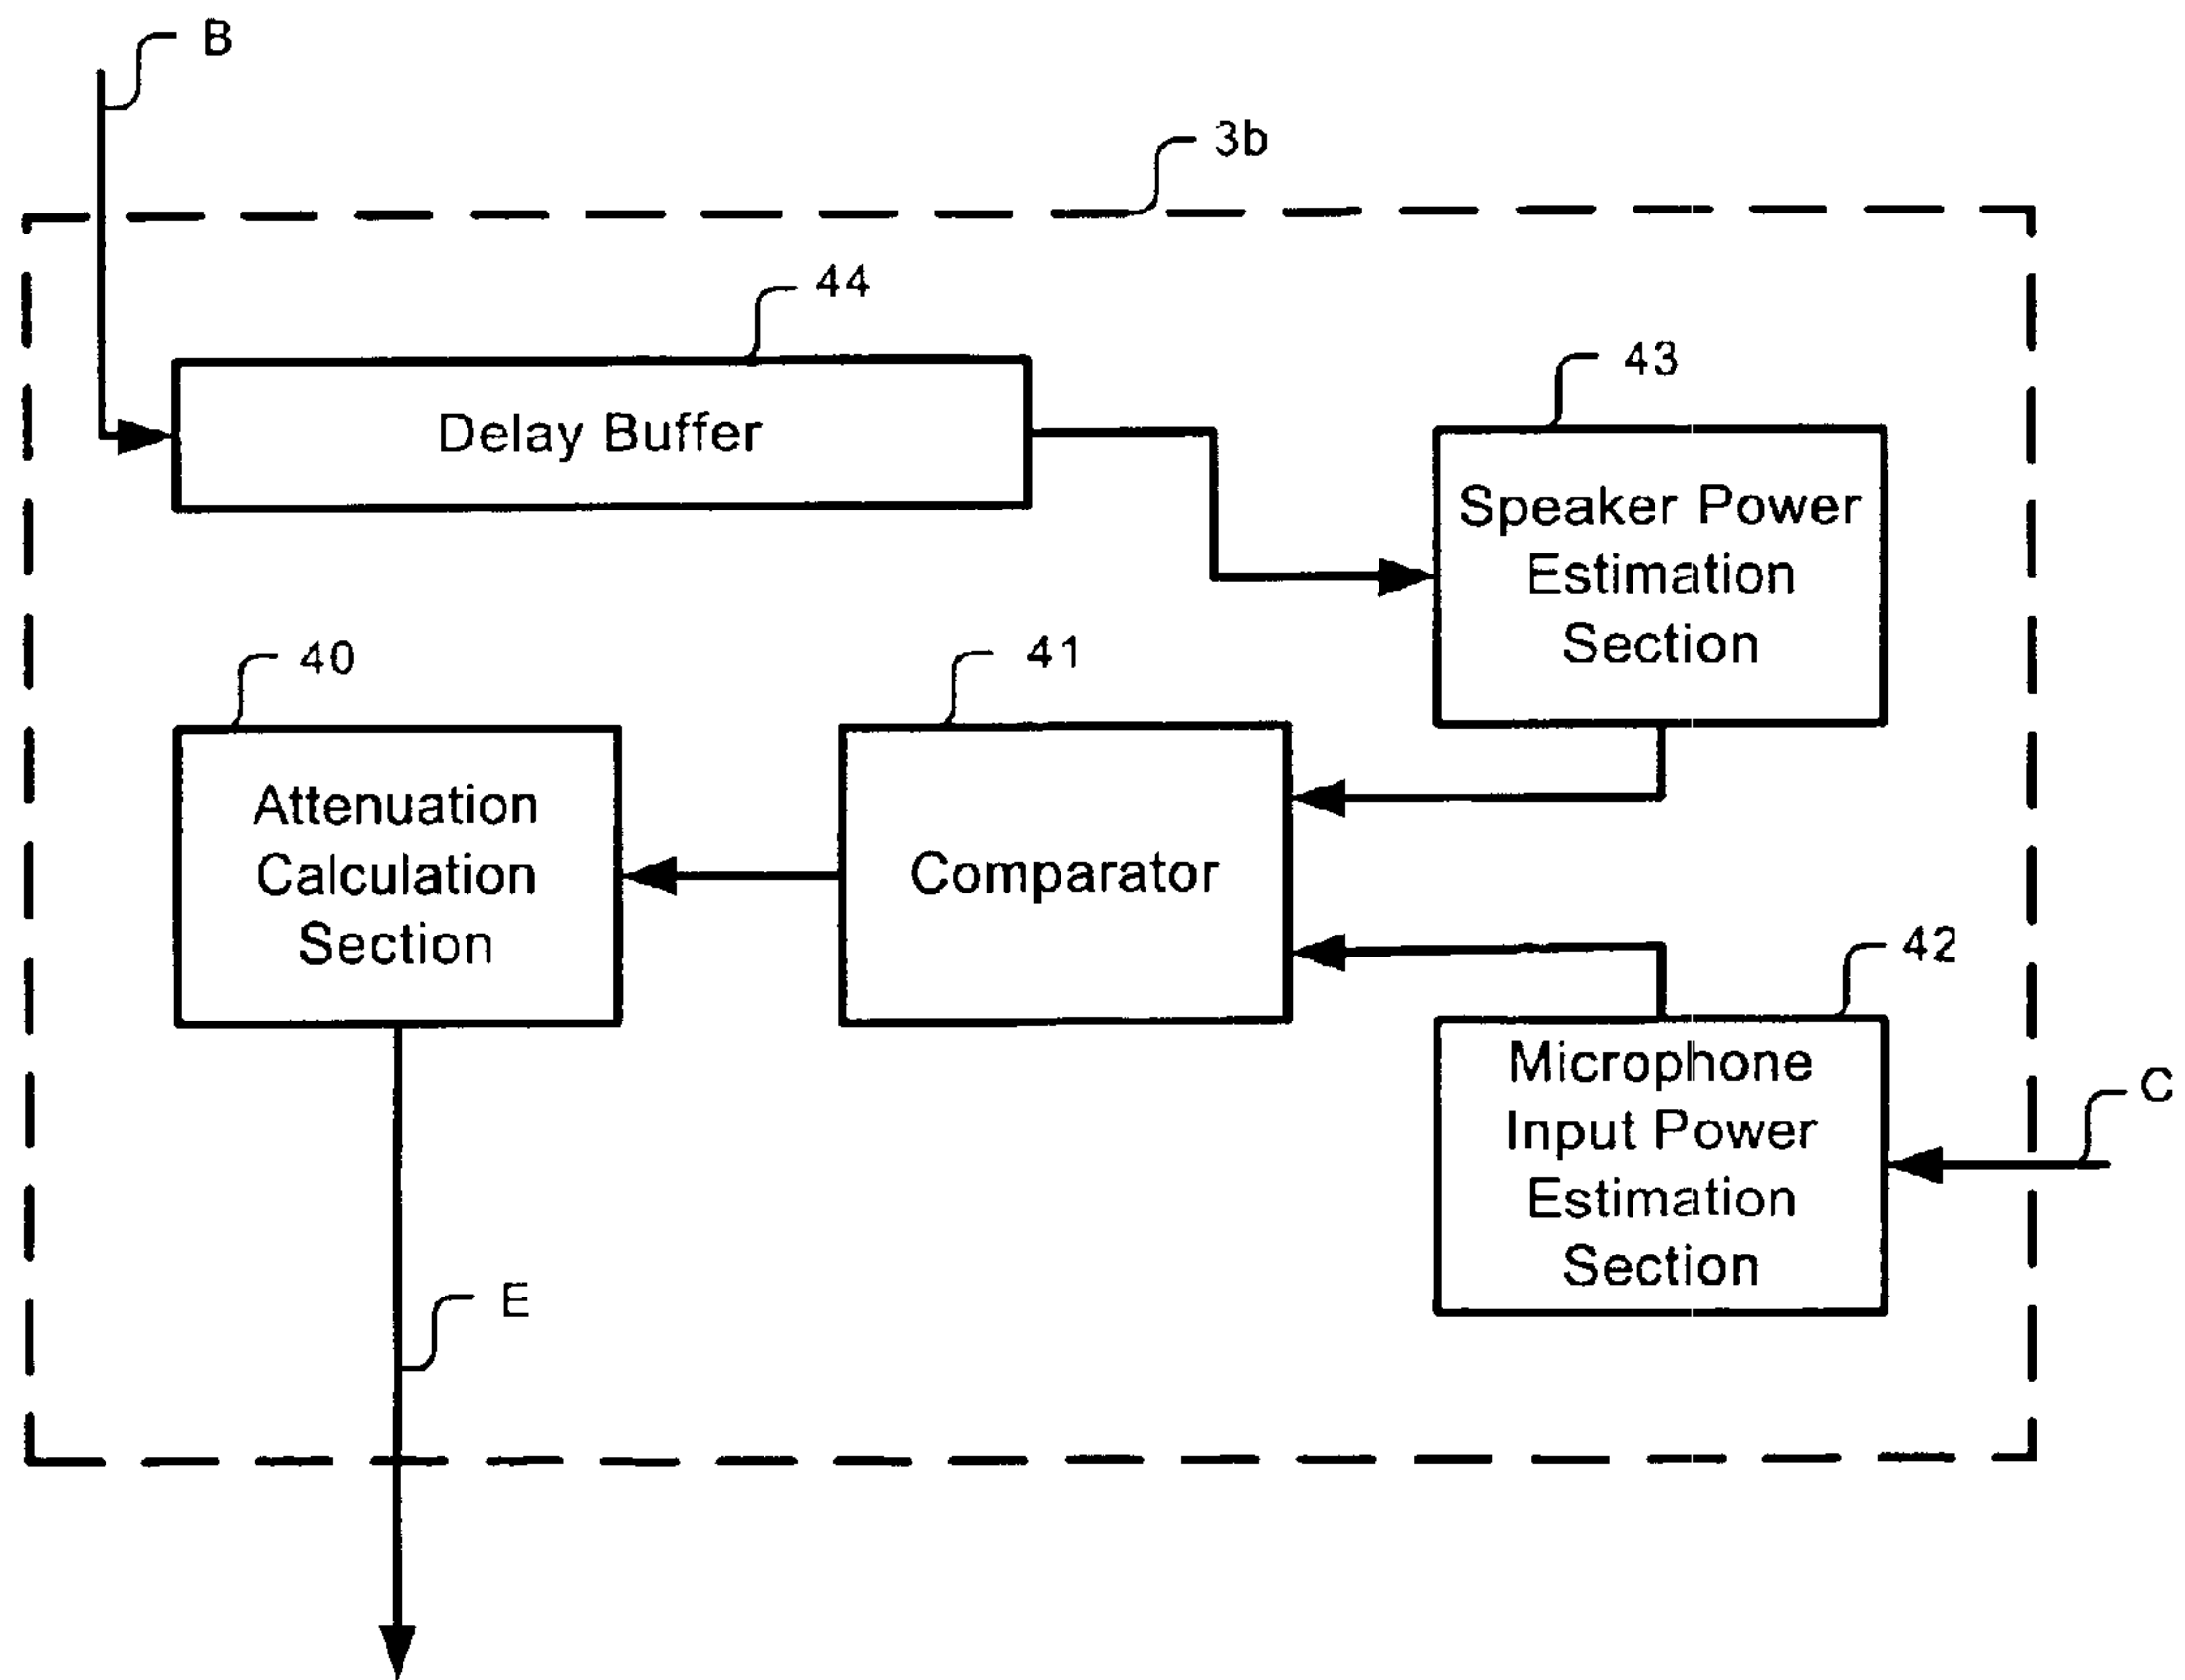 B
3b
44
Delay Buffer
43
Speaker Power
Estimation
Section
40
Attenuation
Calculation
Section
41
Comparator
42
Microphone
Input Power
Estimation
Section
C
E